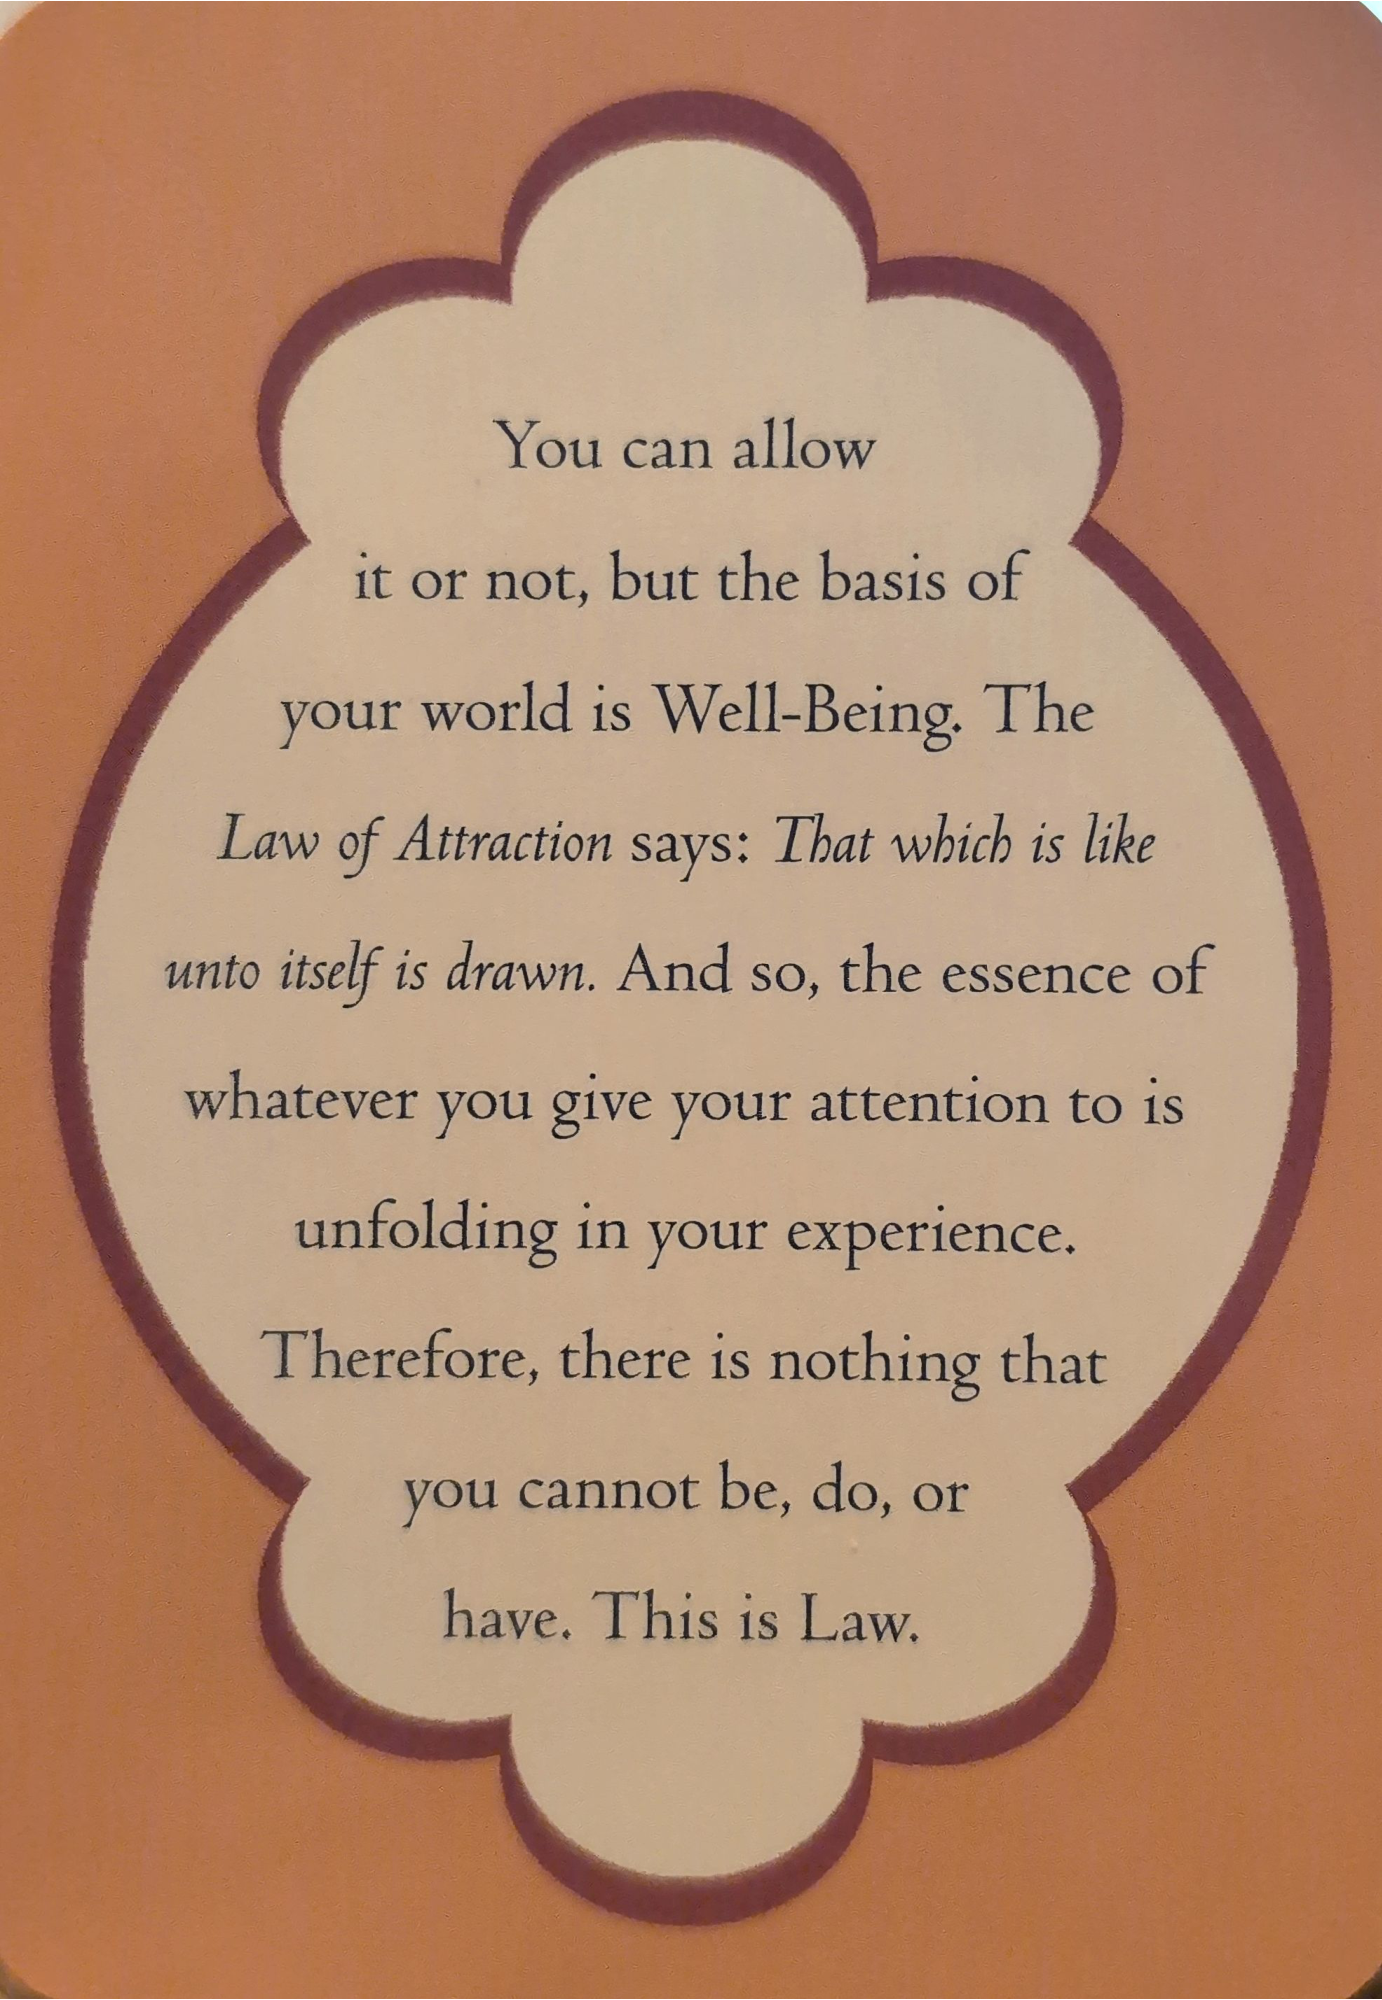 You can allow
it or not, but the basis of
your world is Well-Being. The
Law of Attraction says: That which is like
unto itself is drawn. And so, the essence of
whatever you give your attention to is
unfolding in your experience.
Therefore, there is nothing that
you cannot be, do, or
have. This is Law.